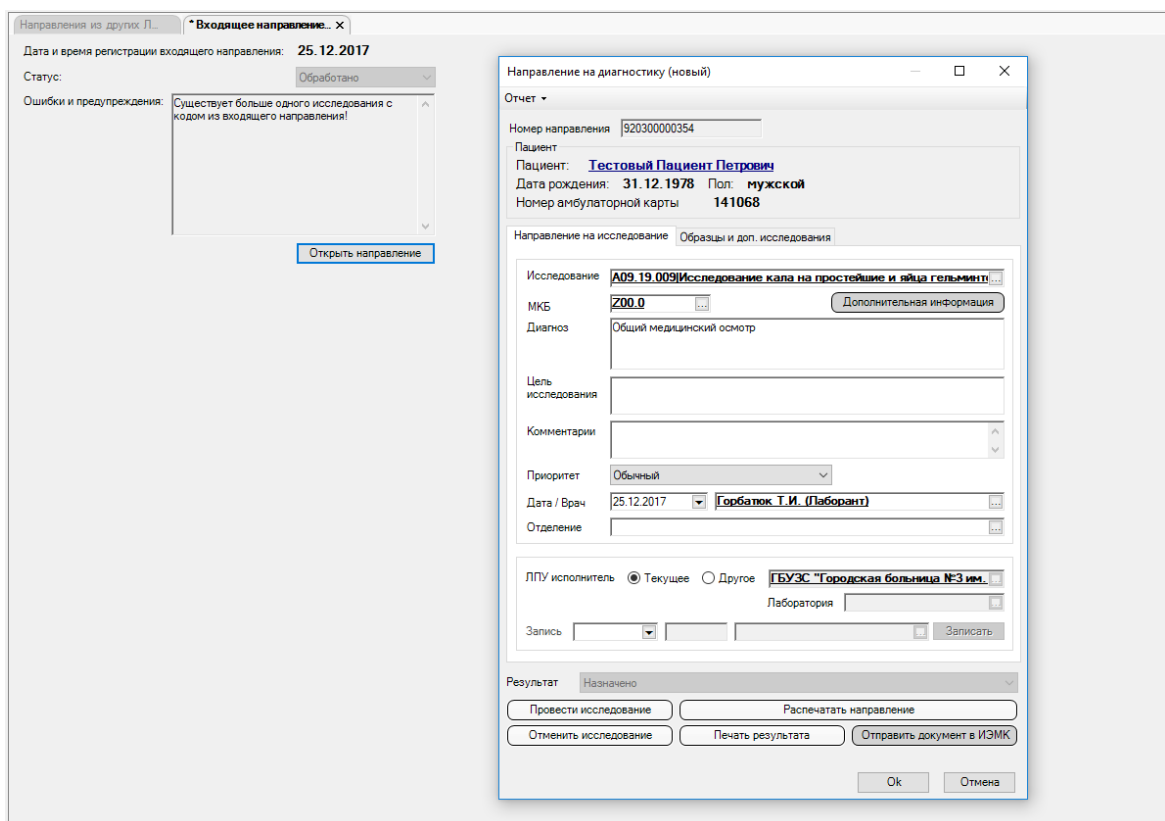 Направления из других Л...
* Входящее направление... X
Дата и время регистрации входящего направления: 25.12.2017
Статус: Обработано
Ошибки и предупреждения: Существует больше одного исследования с
кодом из входящего направления!
Открыть направление
Направление на диагностику (новый)
Отчет
Номер направления 920300000354
Пациент
Пациент: Тестовый Пациент Петрович
Дата рождения: 31.12.1978 Пол: мужской
Номер амбулаторной карты 141068
Направление на исследование Образцы и доп. исследования
Исследование A09.19.009|Исследование кала на простейшие и яйца гельминт ...
МКБ Z00.0 ... Дополнительная информация
Диагноз Общий медицинский осмотр
Цель
исследования
Комментарии
Приоритет Обычный
Дата / Врач 25.12.2017 Горбатюк Т.И. (Лаборант) ...
Отделение ...
ЛПУ исполнитель Текущее Другое ГБУЗС "Городская больница №3 им. ...
Лаборатория ...
Запись ... Записать
Результат Назначено
Провести исследование Распечатать направление
Отменить исследование Печать результата Отправить документ в ИЭМК
Ok Отмена